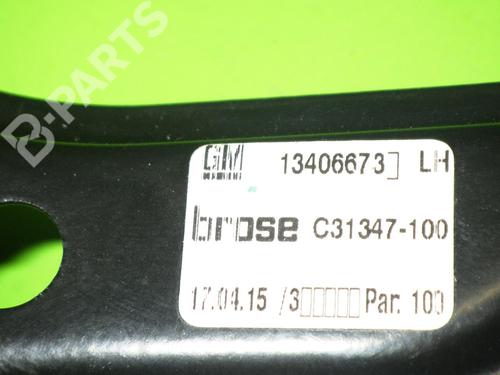 B-PARTS
GM 13406673 LH
brose C31347-100
17.04.15 /3 Par. 100